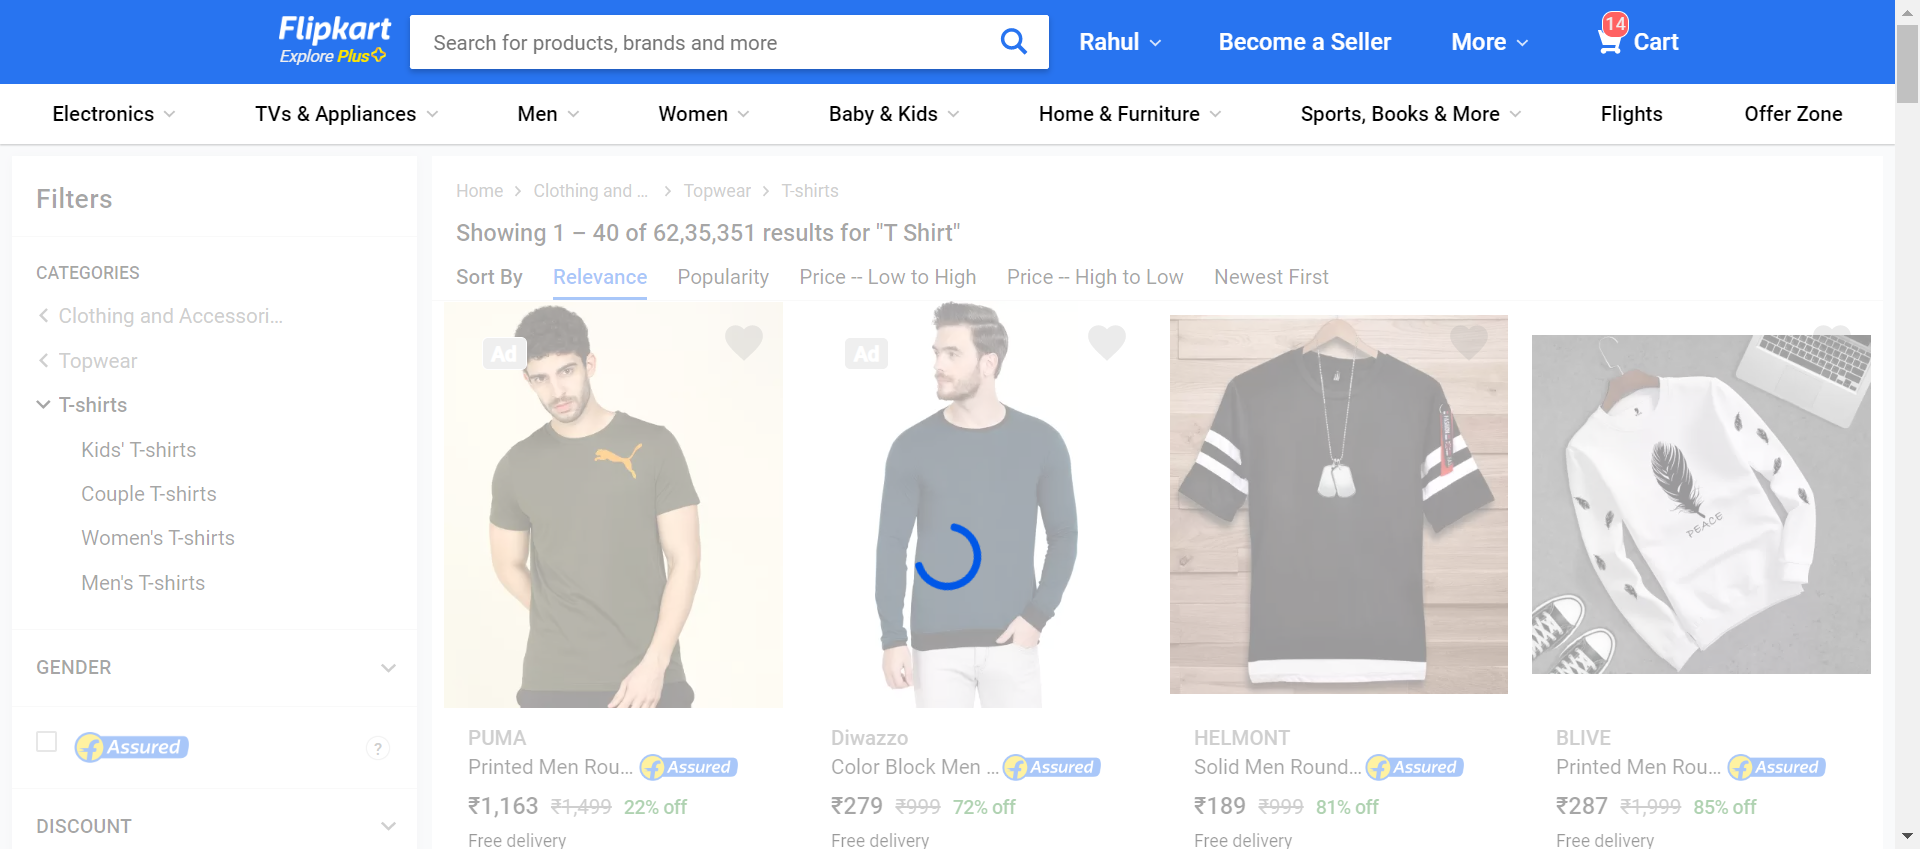 Flipkart
Explore Plus
Search for products, brands and more
Rahul
Become a Seller
More
14
Cart
Electronics
TVs & Appliances
Men
Women
Baby & Kids
Home & Furniture
Sports, Books & More
Flights
Offer Zone
Filters
CATEGORIES
Clothing and Accessori...
Topwear
T-shirts
Kids' T-shirts
Couple T-shirts
Women's T-shirts
Men's T-shirts
GENDER
f Assured
?
DISCOUNT
Home > Clothing and ... > Topwear > T-shirts
Showing 1 – 40 of 62,35,351 results for "T Shirt"
Sort By Relevance Popularity Price -- Low to High Price -- High to Low Newest First
Ad
PUMA
Printed Men Rou... f Assured
₹1,163 ₹1,499 22% off
Free delivery
Ad
Diwazzo
Color Block Men ... f Assured
₹279 ₹999 72% off
Free delivery
HELMONT
Solid Men Round... f Assured
₹189 ₹999 81% off
Free delivery
PEACE
BLIVE
Printed Men Rou... f Assured
₹287 ₹1,999 85% off
Free delivery